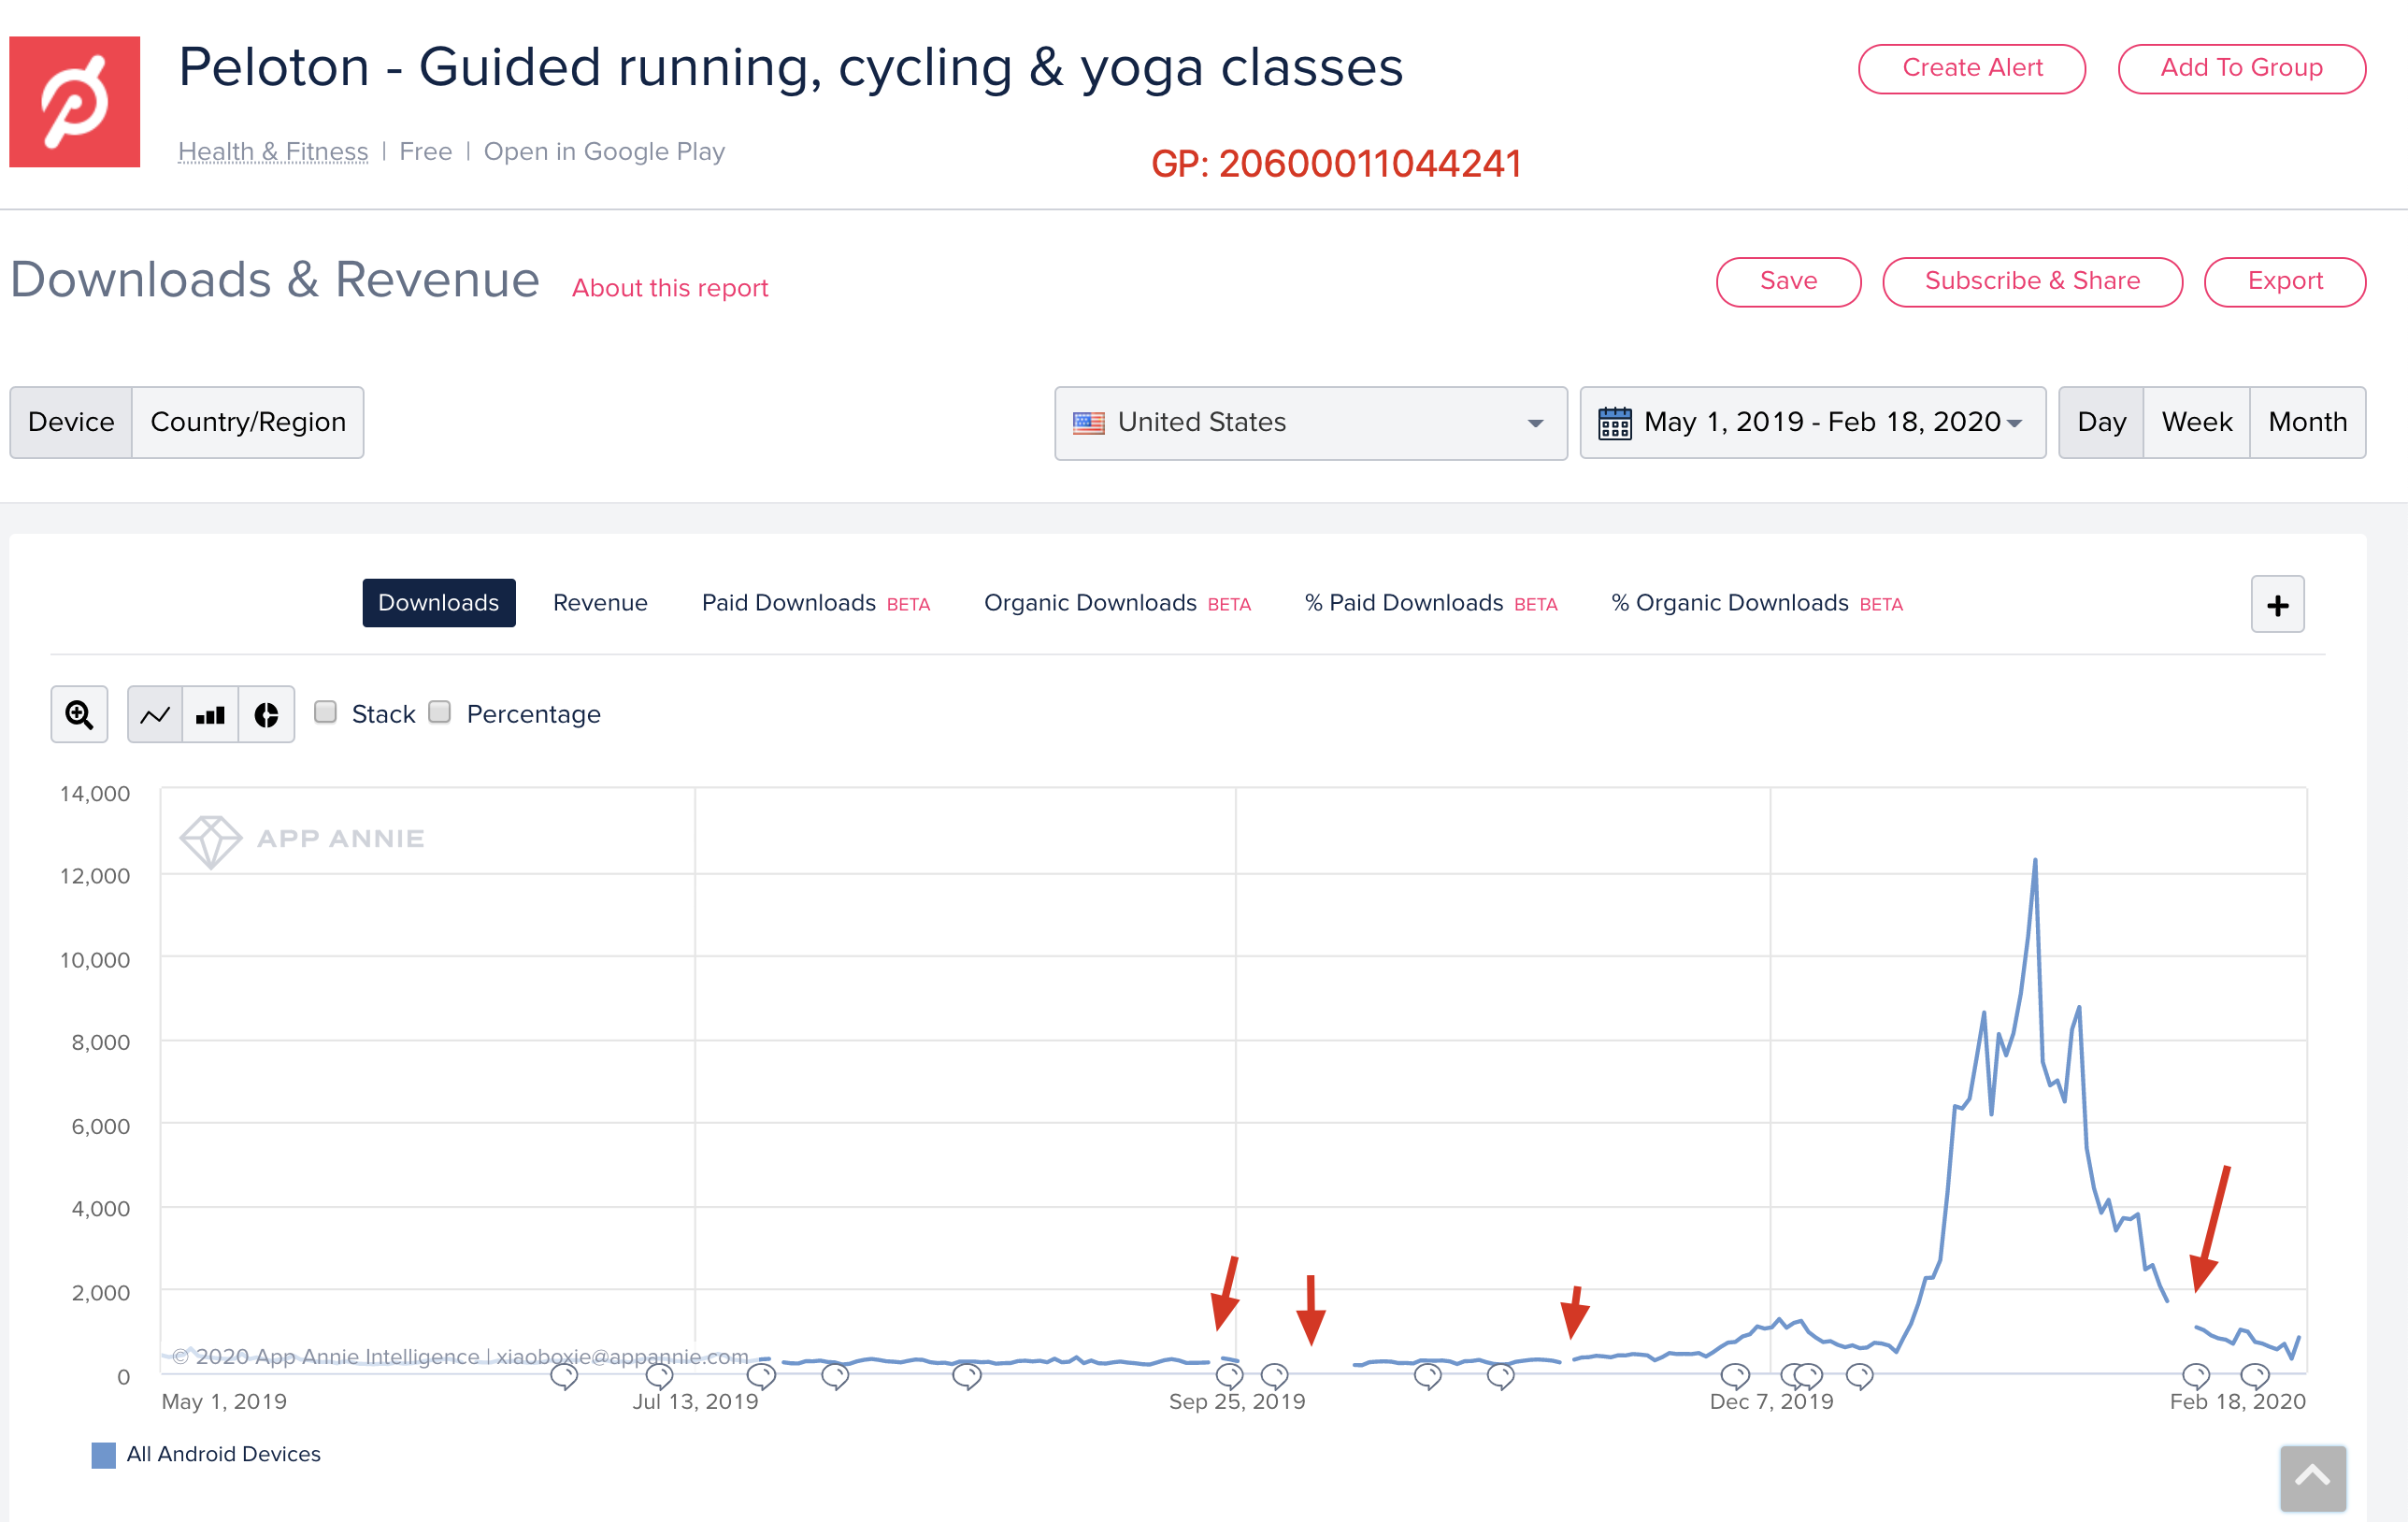 Peloton - Guided running, cycling & yoga classes
Create Alert
Add To Group
Health & Fitness | Free | Open in Google Play
GP: 20600011044241
Downloads & Revenue
About this report
Save
Subscribe & Share
Export
Device
Country/Region
United States
May 1, 2019 - Feb 18, 2020
Day
Week
Month
Downloads
Revenue
Paid Downloads BETA
Organic Downloads BETA
% Paid Downloads BETA
% Organic Downloads BETA
Stack
Percentage
14,000
APP ANNIE
12,000
10,000
8,000
6,000
4,000
2,000
© 2020 App Annie Intelligence | xiaoboxie@appannie.com
0
May 1, 2019
Jul 13, 2019
Sep 25, 2019
Dec 7, 2019
Feb 18, 2020
All Android Devices